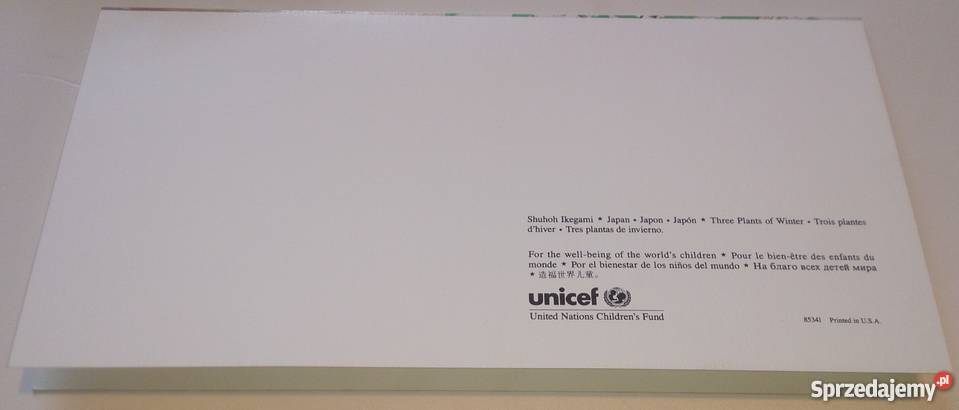 Shuhoh Ikegami * Japan • Japon • Japón * Three Plants of Winter • Trois plantes
d'hiver • Tres plantas de invierno.
For the well-being of the world's children * Pour le bien-être des enfants du
monde * Por el bienestar de los niños del mundo * На благо всех детей мира
* 造福世界儿童。
unicef
United Nations Children's Fund
85341 Printed in U.S.A.
Sprzedajemy.pl